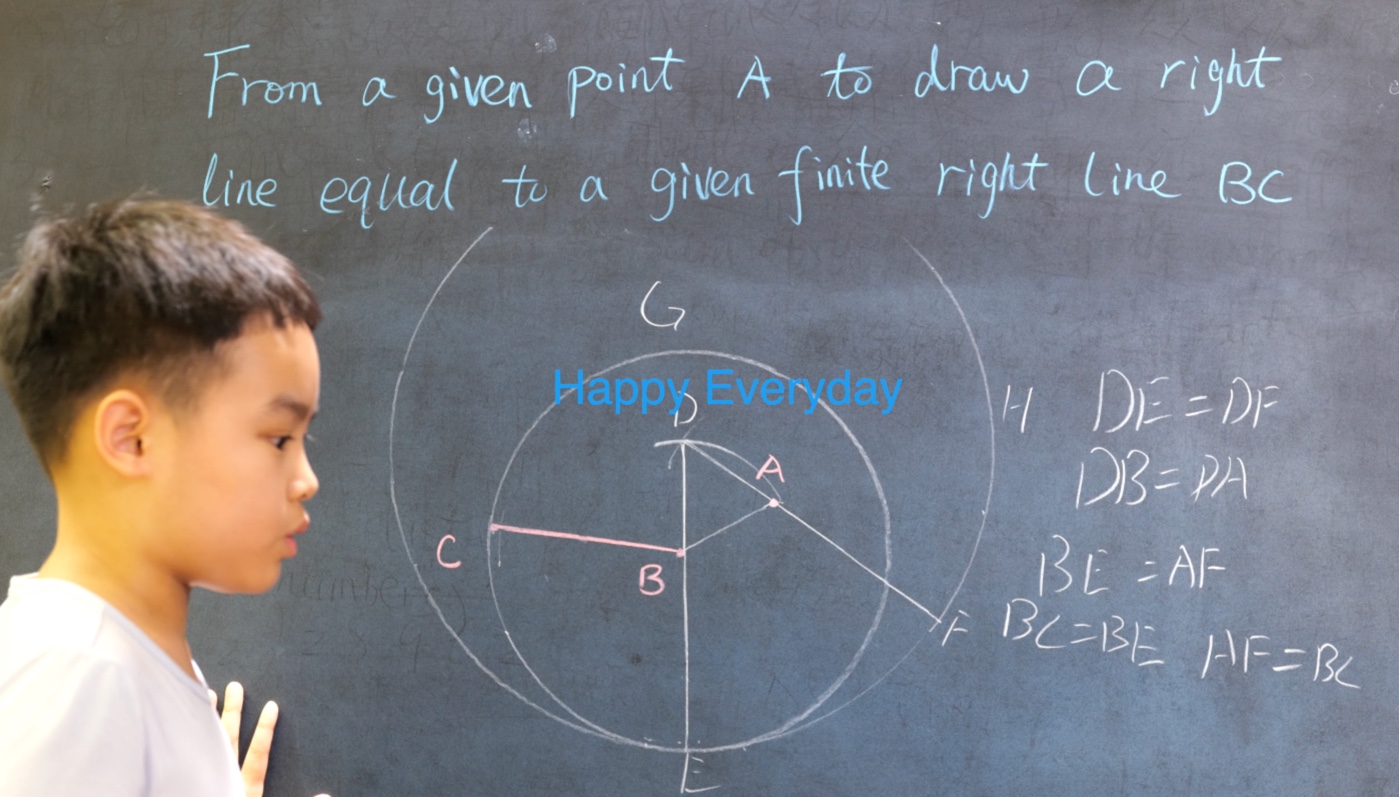 From a given point A to draw a right
line equal to a given finite right line BC
G
Happy Everyday
D
H DE = DF
A
DB = DA
C
B
BE = AF
F
BC = BE AF = BC
E